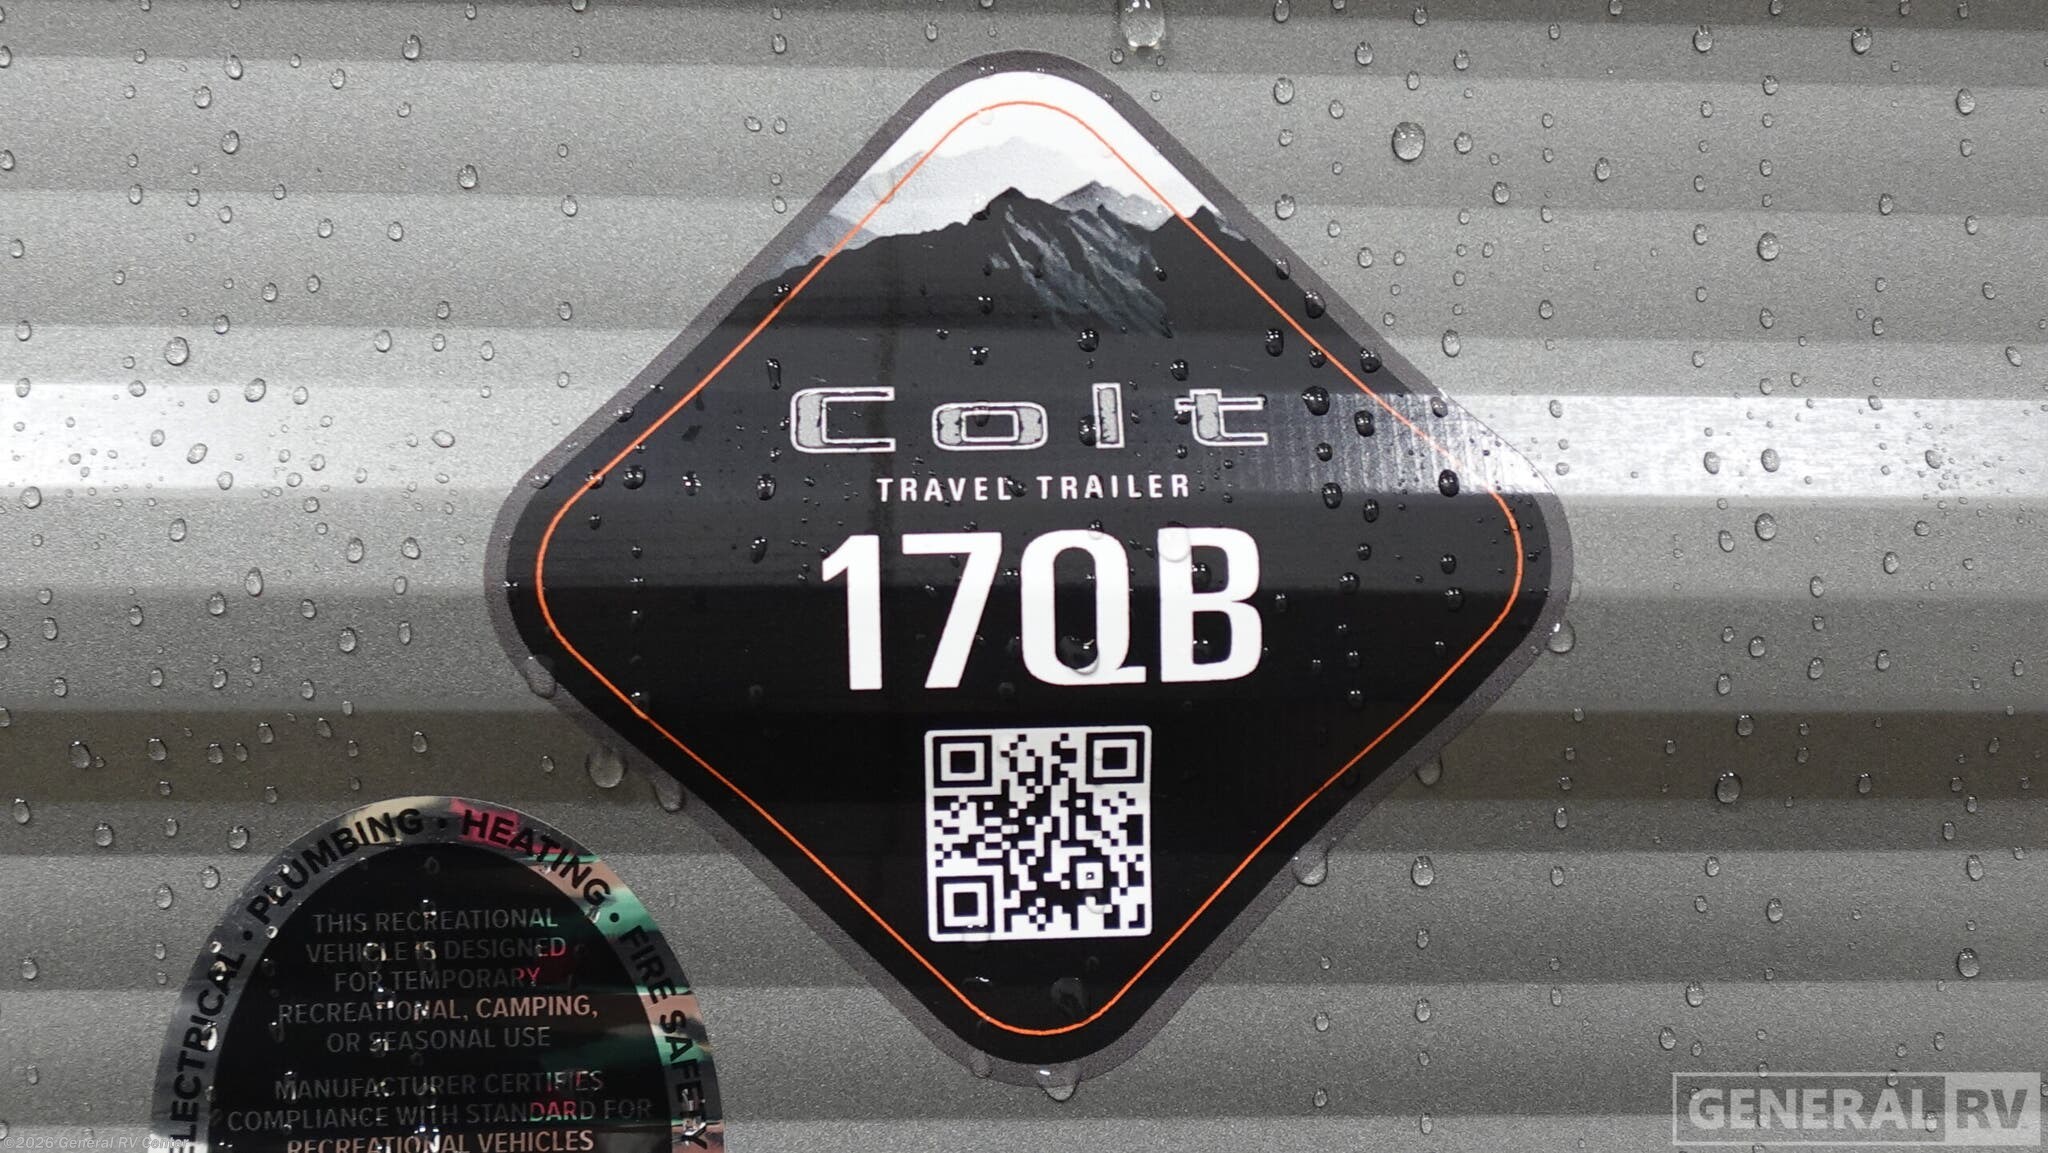 Colt
TRAVEL TRAILER
17QB
ELECTRICAL • PLUMBING • HEATING • FIRE SAFETY
THIS RECREATIONAL
VEHICLE IS DESIGNED
FOR TEMPORARY
RECREATIONAL, CAMPING,
OR SEASONAL USE
MANUFACTURER CERTIFIES
COMPLIANCE WITH STANDARD FOR
RECREATIONAL VEHICLES
©2026 General RV Center
GENERAL RV